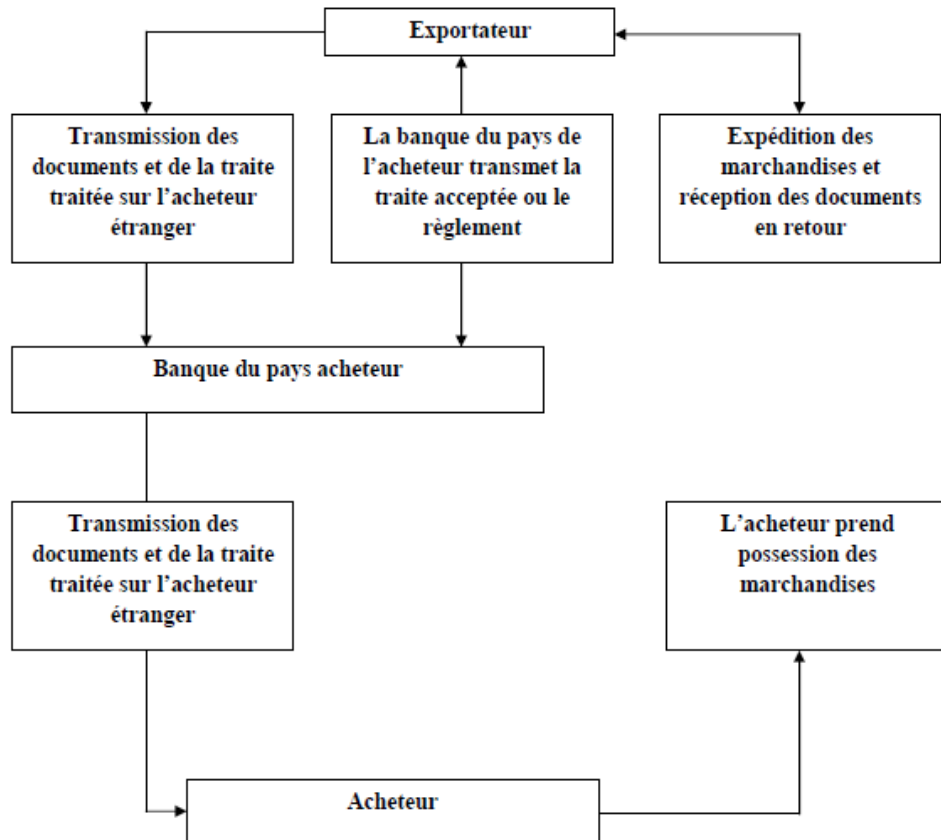 Exportateur
Transmission des
documents et de la traite
traitée sur l’acheteur
étranger
La banque du pays de
l’acheteur transmet la
traite acceptée ou le
règlement
Expédition des
marchandises et
réception des documents
en retour
Banque du pays acheteur
Transmission des
documents et de la traite
traitée sur l’acheteur
étranger
L’acheteur prend
possession des
marchandises
Acheteur